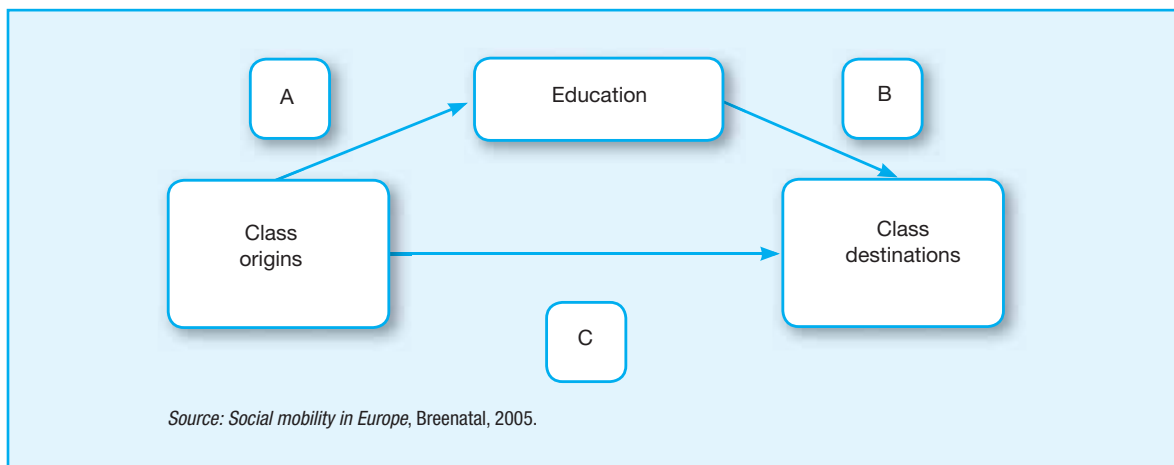 A
Education
B
Class
origins
Class
destinations
C
Source: Social mobility in Europe, Breenatal, 2005.